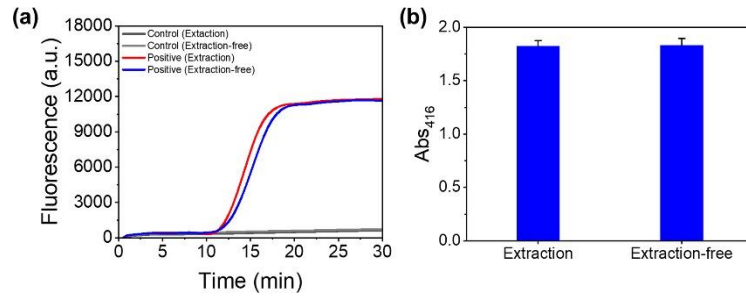 (a)
Control (Extaction)
Control (Extraction-free)
Positive (Extraction)
Positive (Extraction-free)
18000
15000
12000
9000
6000
3000
0
Fluorescence (a.u.)
0 5 10 15 20 25 30
Time (min)
(b)
2.0
1.5
1.0
0.5
0.0
Abs416
Extraction Extraction-free